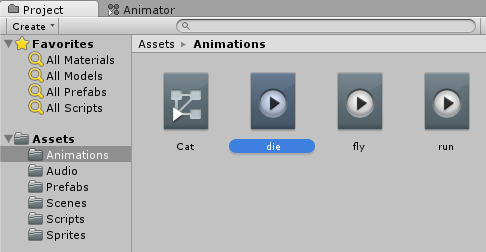 Project
Animator
Create
Favorites
All Materials
All Models
All Prefabs
All Scripts
Assets
Animations
Audio
Prefabs
Scenes
Scripts
Sprites
Assets ▸ Animations
Cat
die
fly
run